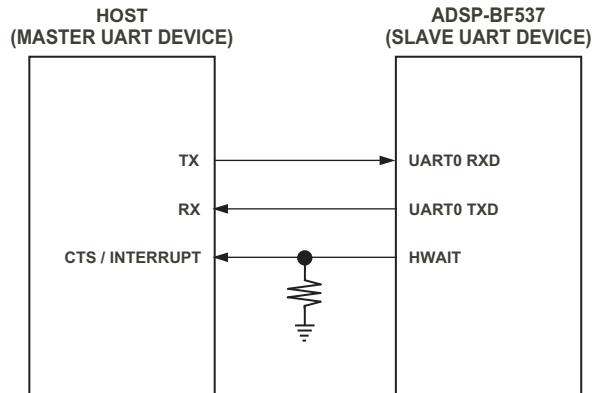 HOST
(MASTER UART DEVICE)
ADSP-BF537
(SLAVE UART DEVICE)
TX
UART0 RXD
RX
UART0 TXD
CTS / INTERRUPT
HWAIT